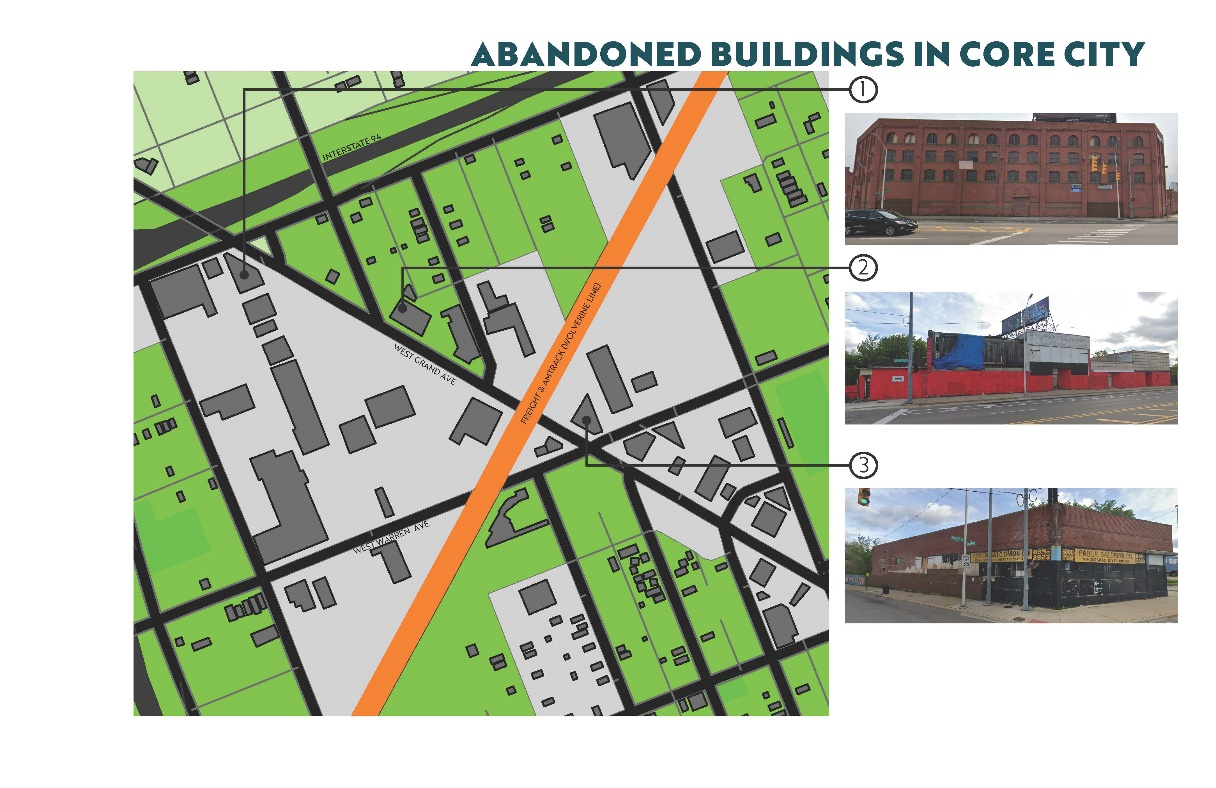 ABANDONED BUILDINGS IN CORE CITY
1
INTERSTATE 94
2
WEST GRAND AVE
FREIGHT & AMTRACK (WOLVERINE LINE)
3
WEST WARREN AVE